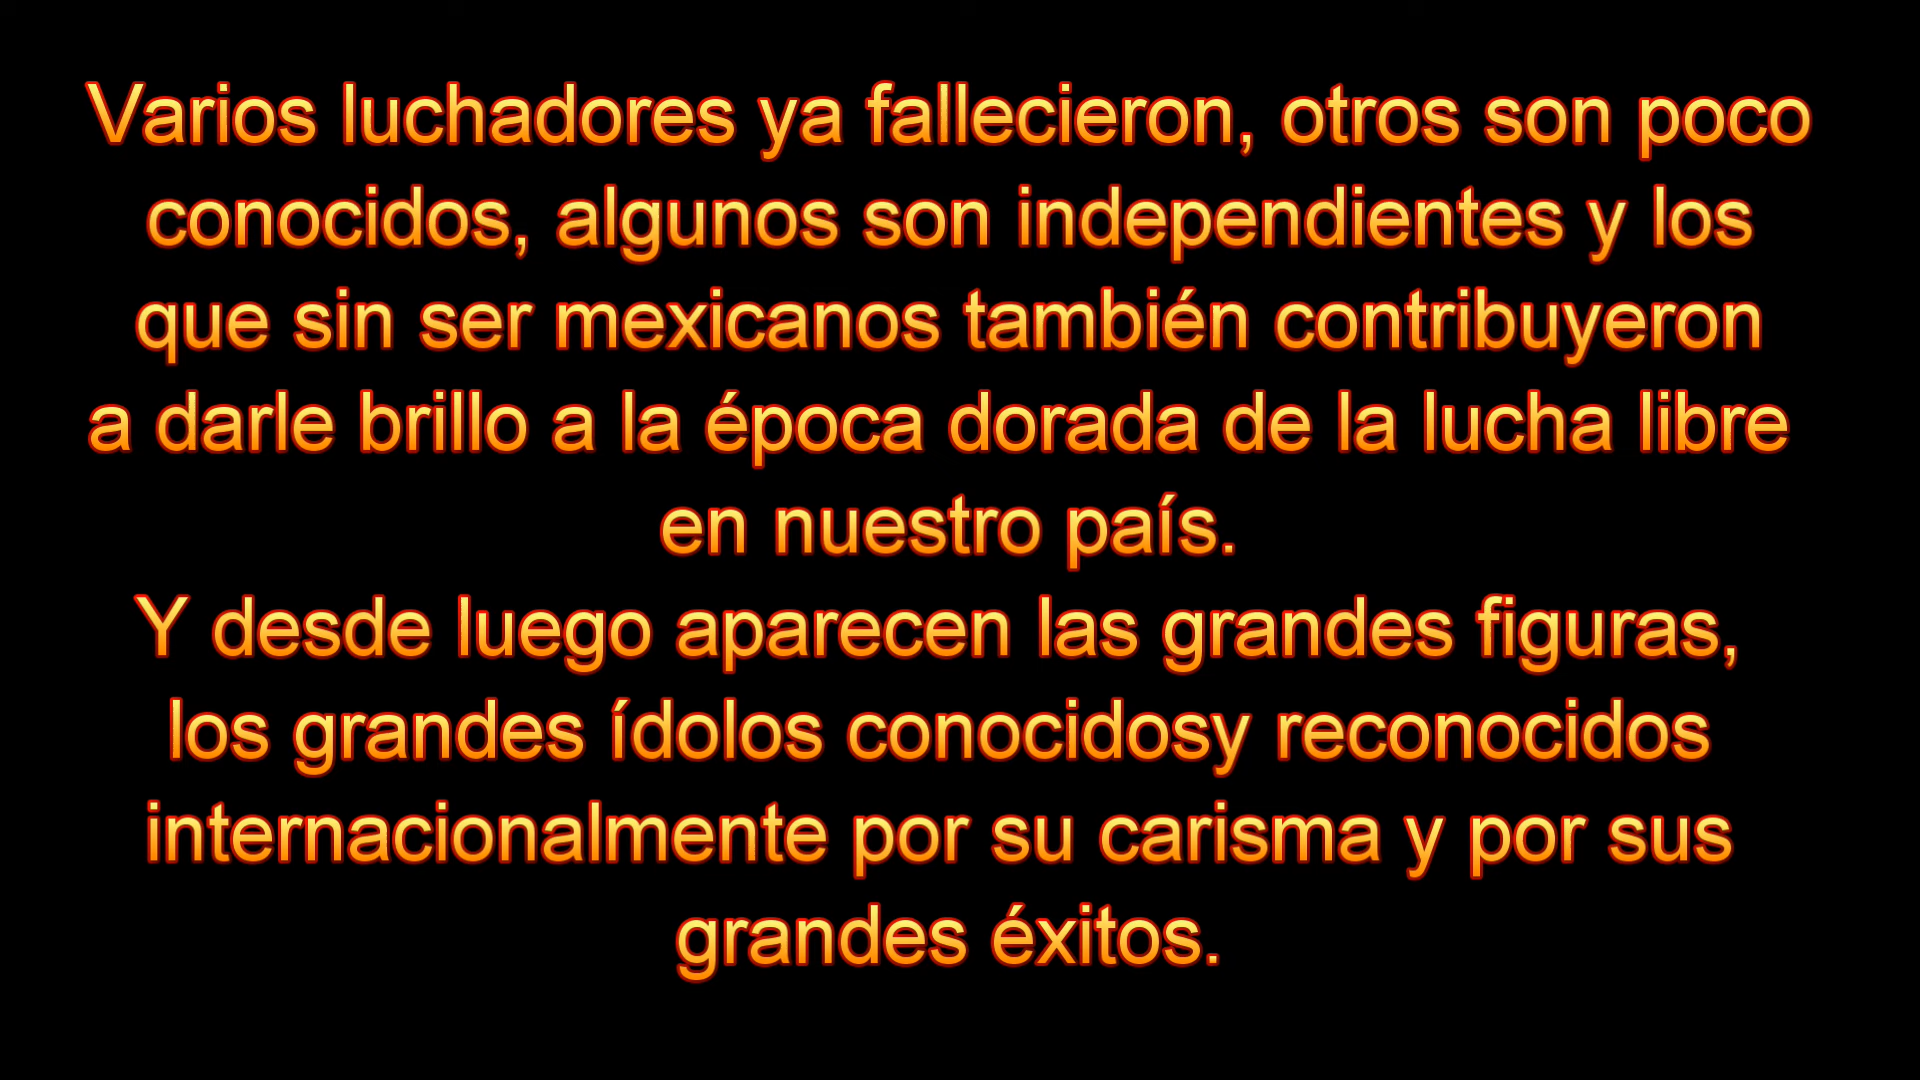 Varios luchadores ya fallecieron, otros son poco
conocidos, algunos son independientes y los
que sin ser mexicanos también contribuyeron
a darle brillo a la época dorada de la lucha libre
en nuestro país.
Y desde luego aparecen las grandes figuras,
los grandes ídolos conocidosy reconocidos
internacionalmente por su carisma y por sus
grandes éxitos.